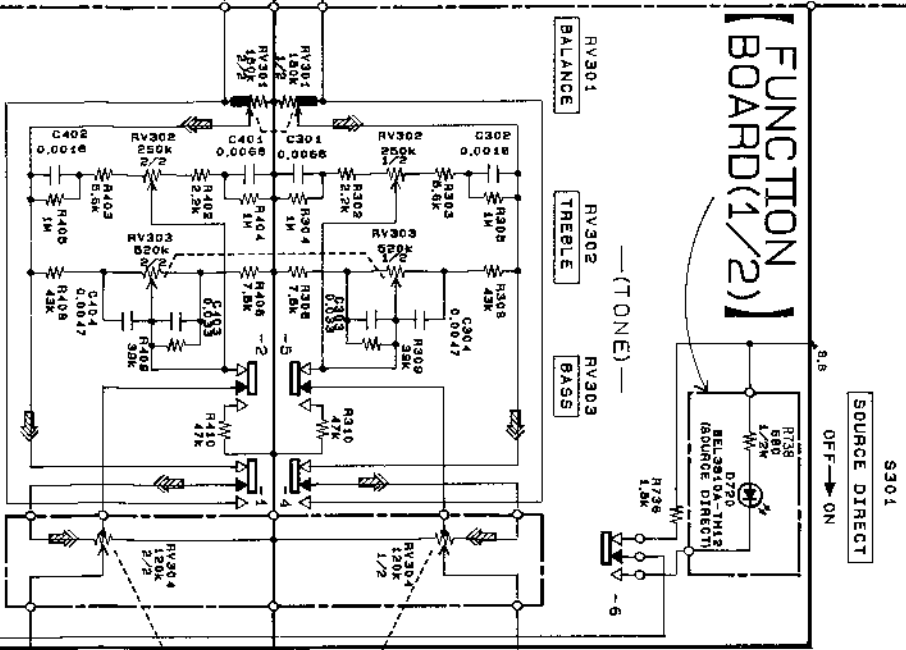 [FUNCTION
BOARD(1/2)]
RV301
BALANCE
RV302
TREBLE
—(TONE)—
RV303
BASS
S301
SOURCE DIRECT
OFF→ON
8.8
R738
680
1/2W
D720
SEL3810A-TH12
(SOURCE DIRECT)
R736
1.8k
-6
RV301
150k
2/2
RV301
150k
1/2
C402
0.0018
RV302
250k
2/2
C401
0.0068
C301
0.0068
RV302
250k
1/2
C302
0.0018
R405
1M
R403
5.6k
R402
2.2k
R404
1M
R304
1M
R302
2.2k
R303
5.6k
R305
1M
RV303
520k
2/2
RV303
520k
1/2
R408
43k
C404
0.0047
C403
0.033
R409
39k
R406
7.5k
R306
7.5k
C303
0.033
R309
39k
C304
0.0047
R308
43k
-2
-5
R410
47k
R310
47k
-1
4
RV304
120k
2/2
RV304
120k
1/2